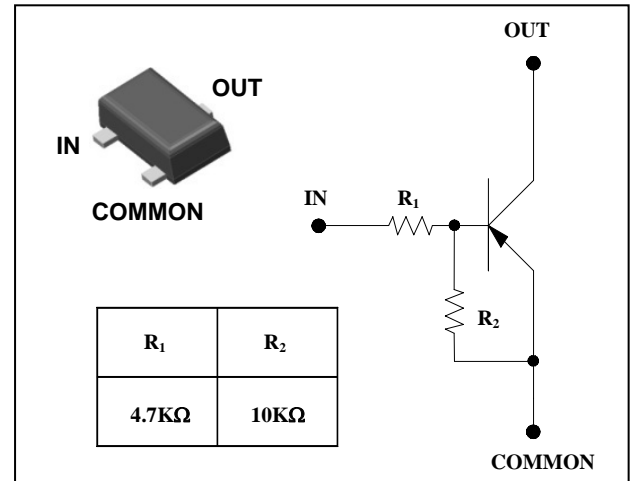 OUT
IN
COMMON
OUT
IN
R₁
R₂
COMMON
R₁ R₂
4.7KΩ 10KΩ